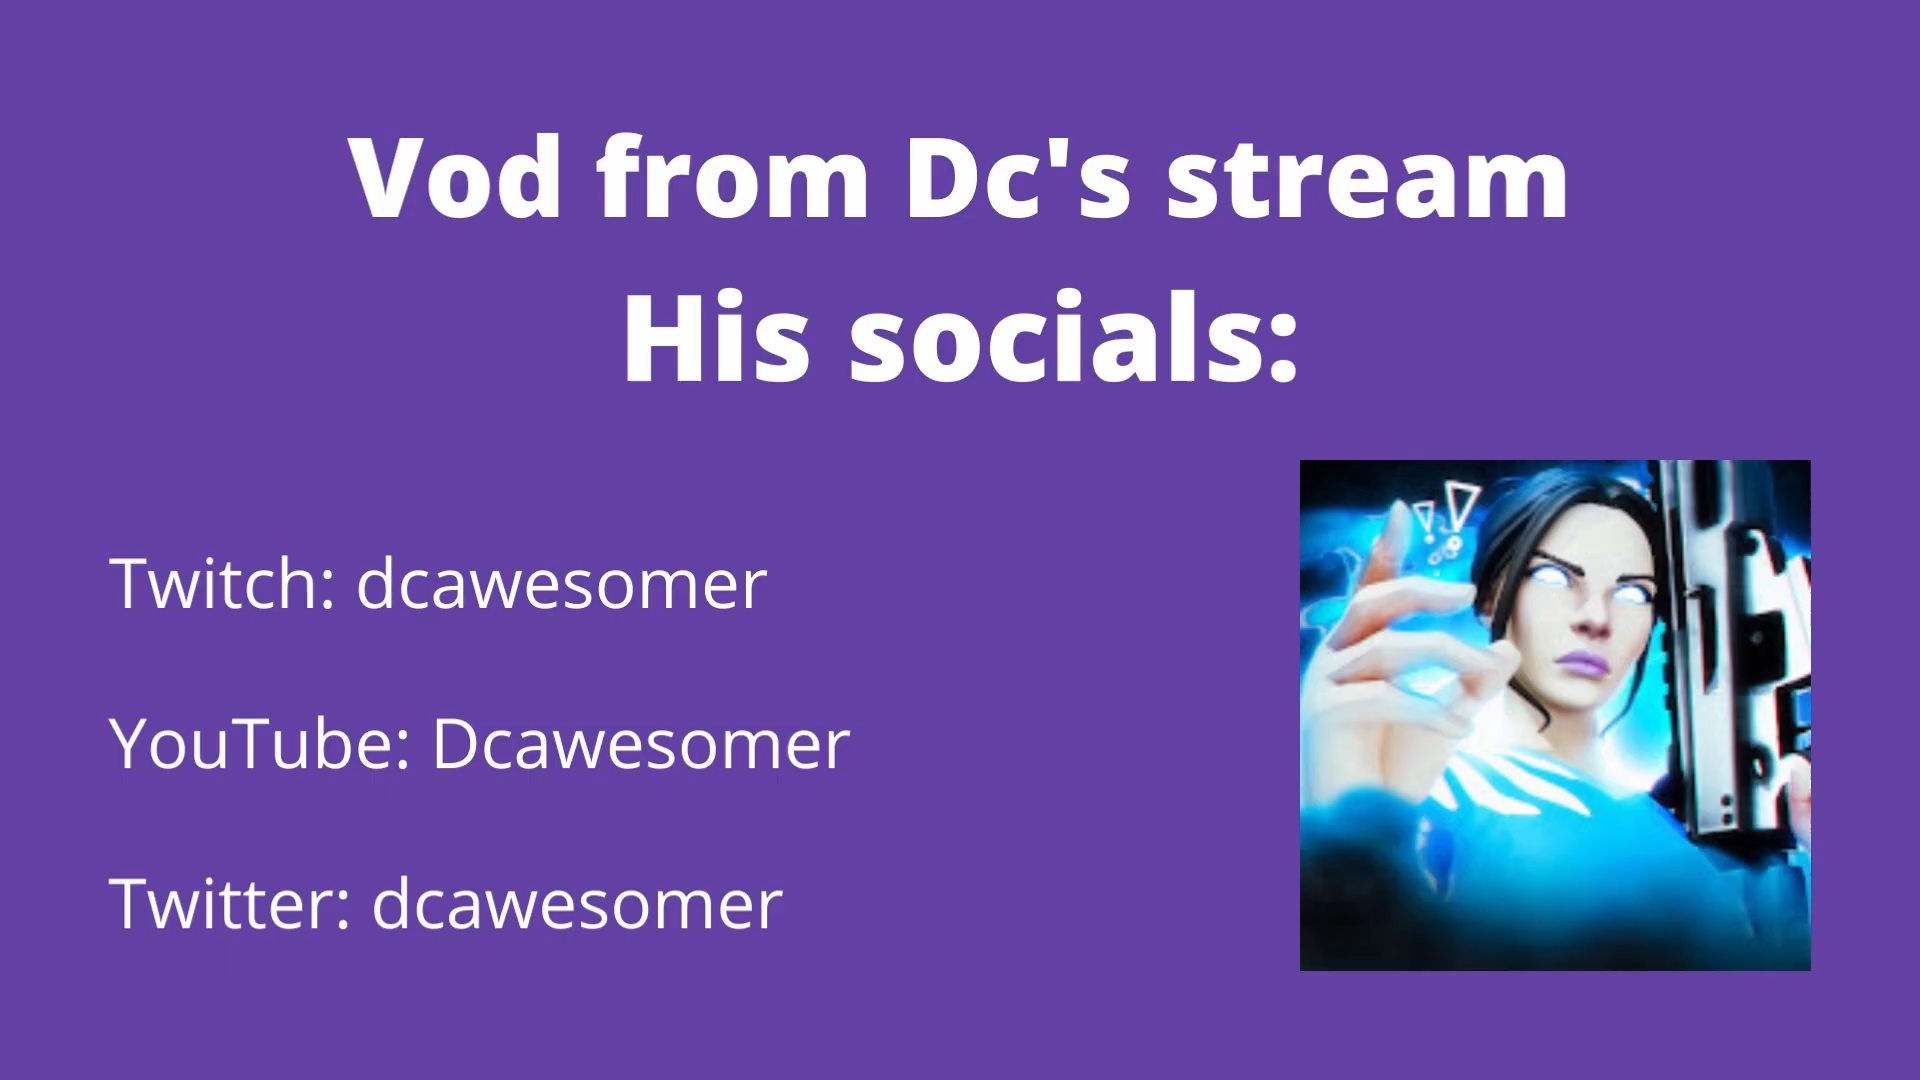 Vod from Dc's stream
His socials:
Twitch: dcawesomer
YouTube: Dcawesomer
Twitter: dcawesomer